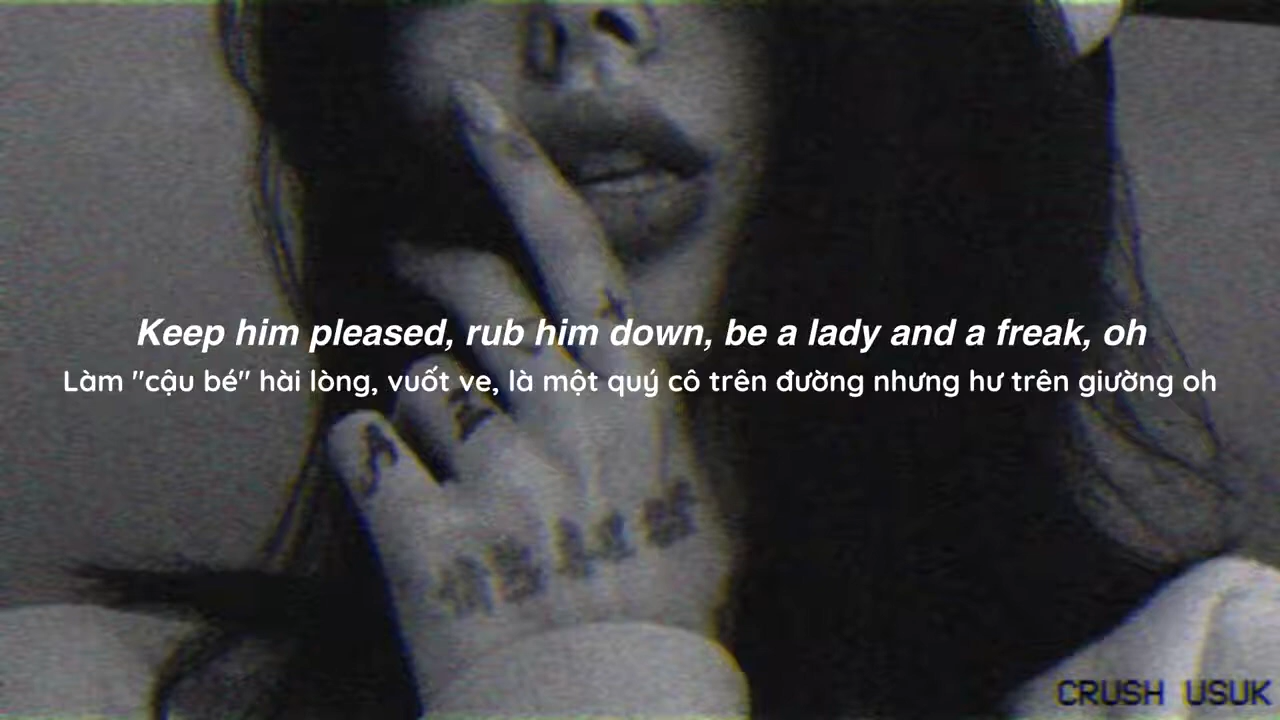 Keep him pleased, rub him down, be a lady and a freak, oh
Làm "cậu bé" hài lòng, vuốt ve, là một quý cô trên đường nhưng hư trên giường oh
CRUSH USUK